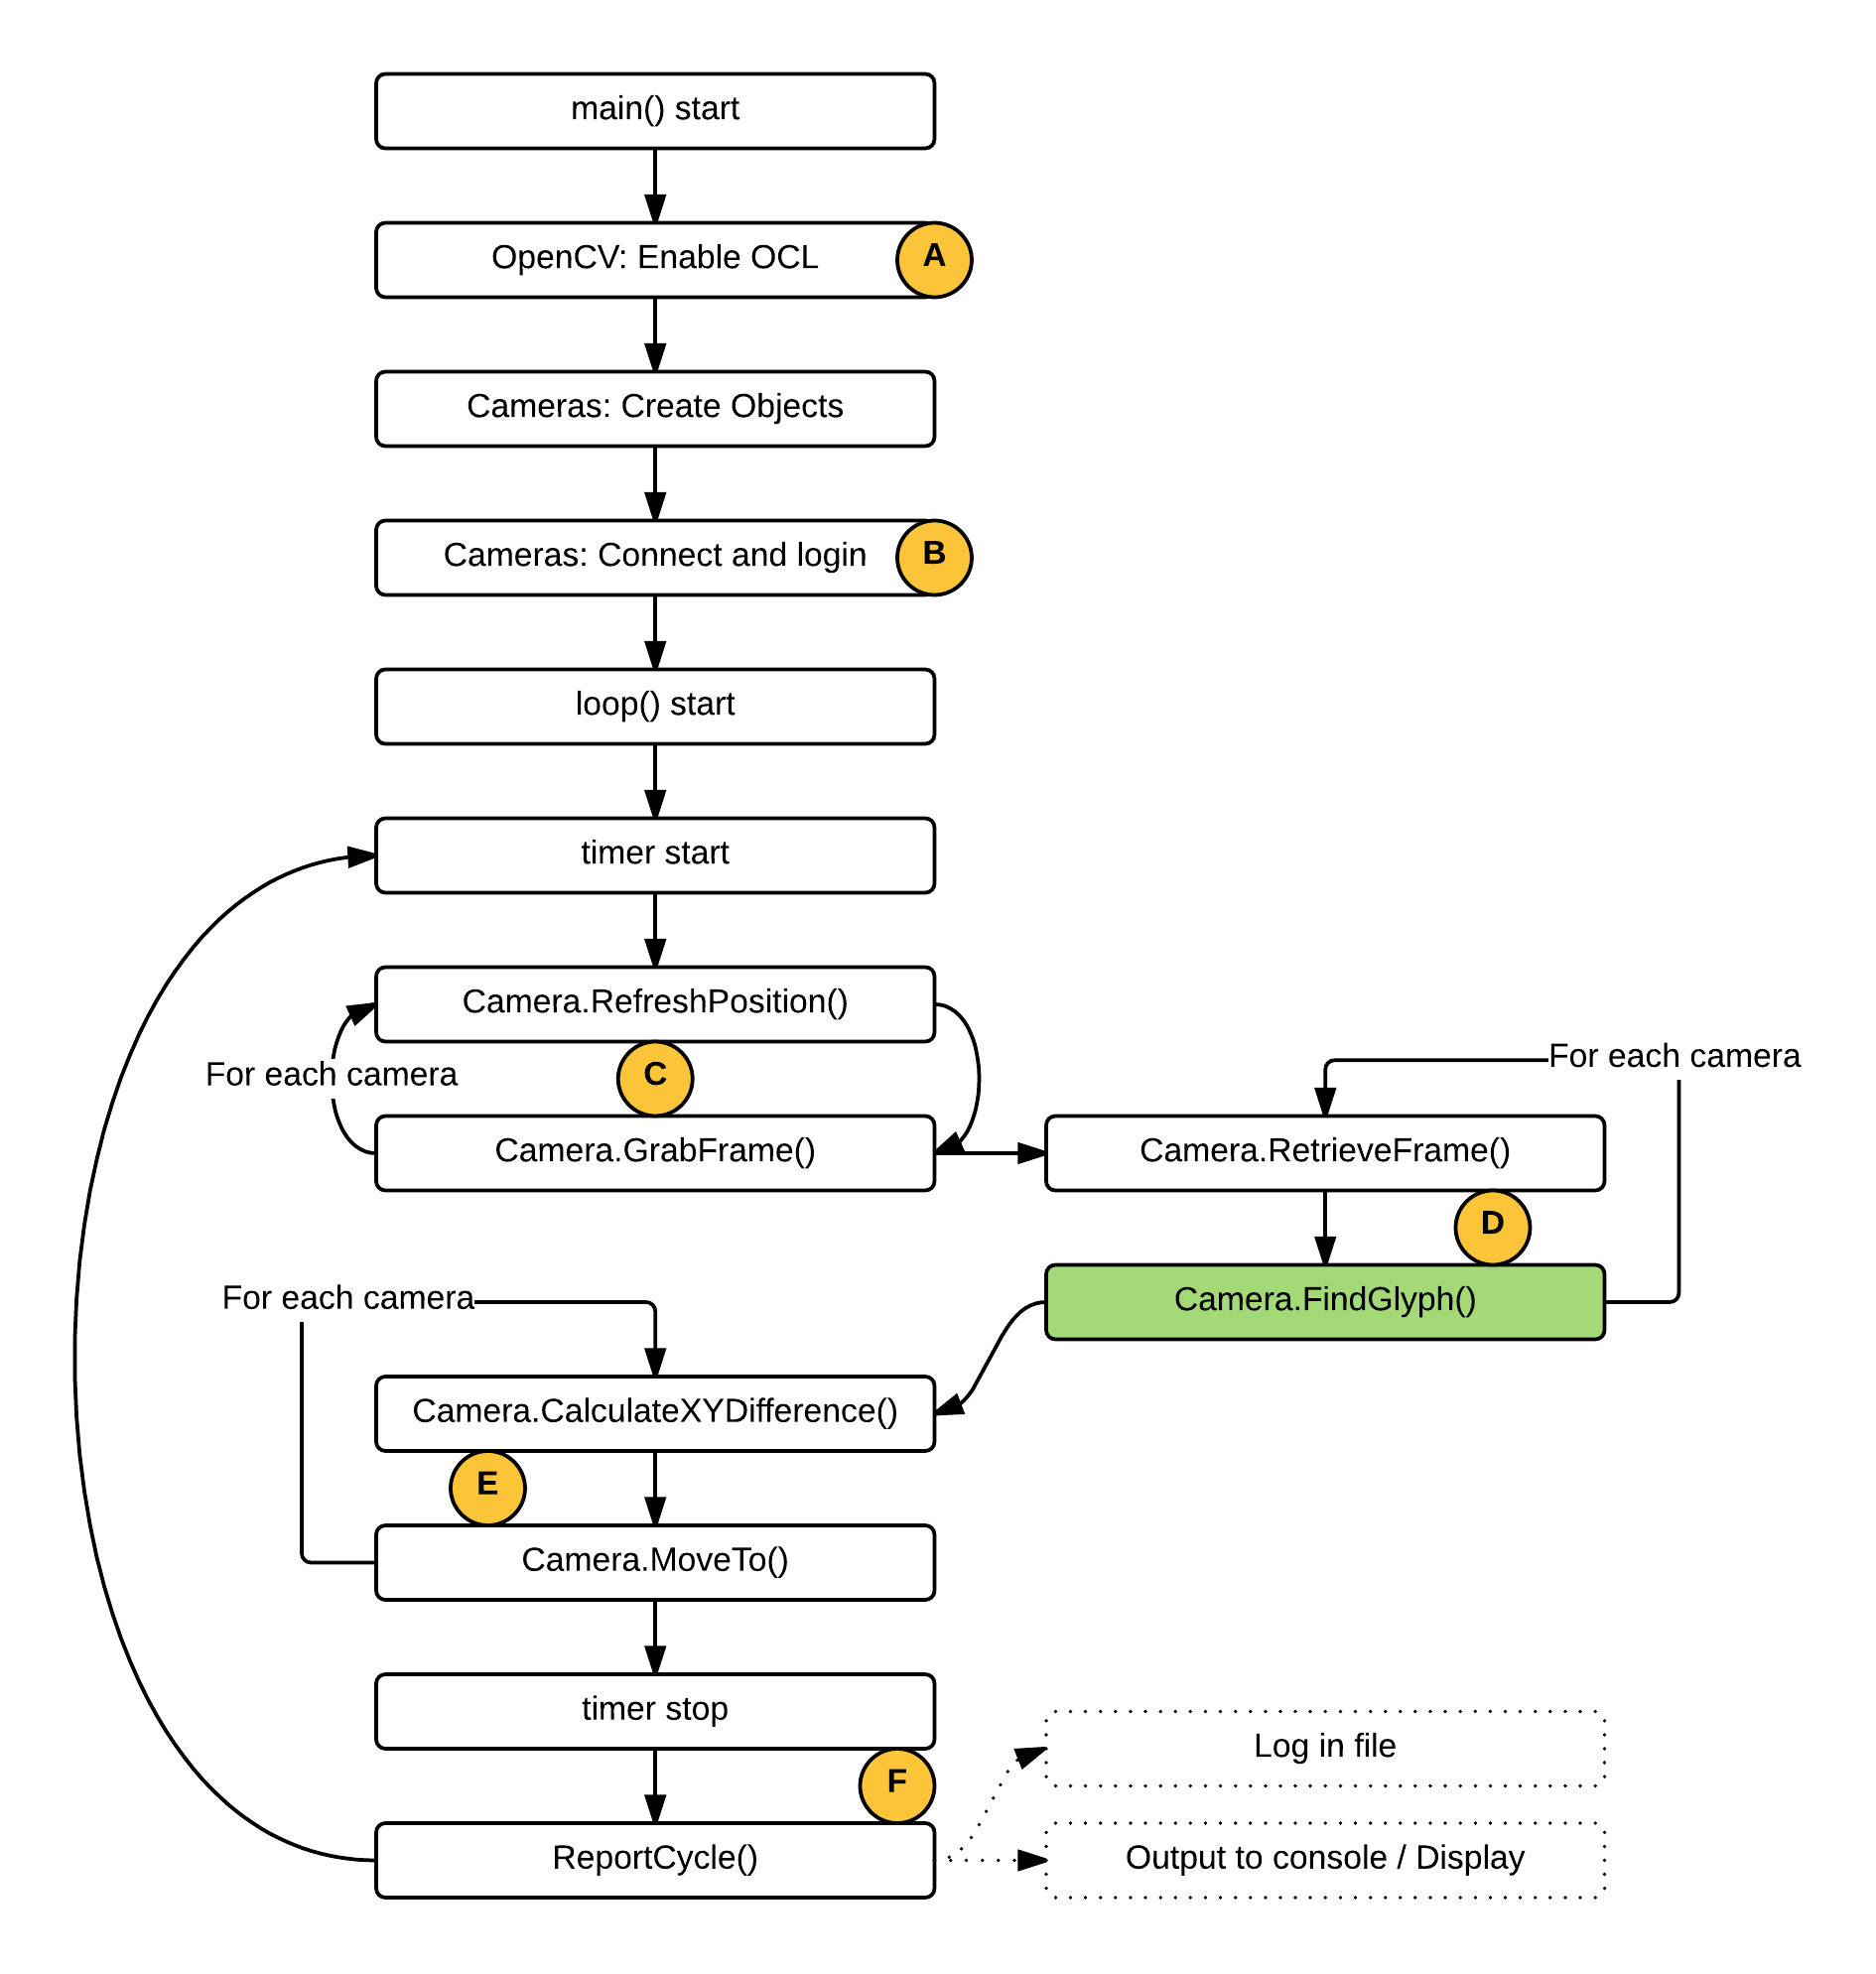 main() start
OpenCV: Enable OCL
A
Cameras: Create Objects
Cameras: Connect and login
B
loop() start
timer start
Camera.RefreshPosition()
For each camera
C
For each camera
Camera.GrabFrame()
Camera.RetrieveFrame()
D
Camera.FindGlyph()
For each camera
Camera.CalculateXYDifference()
E
Camera.MoveTo()
timer stop
Log in file
F
ReportCycle()
Output to console / Display